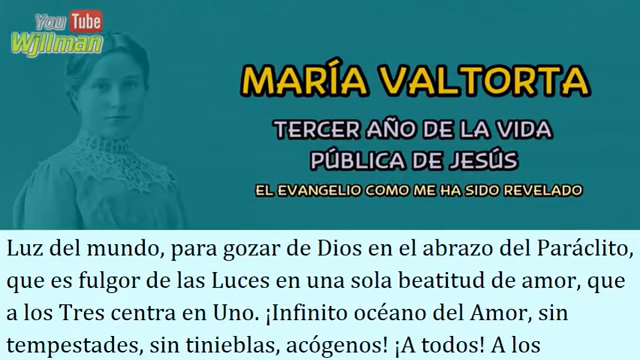 You Tube
Wjllman
MARÍA VALTORTA
TERCER AÑO DE LA VIDA
PÚBLICA DE JESÚS
EL EVANGELIO COMO ME HA SIDO REVELADO
Luz del mundo, para gozar de Dios en el abrazo del Paráclito,
que es fulgor de las Luces en una sola beatitud de amor, que
a los Tres centra en Uno. ¡Infinito océano del Amor, sin
tempestades, sin tinieblas, acógenos! ¡A todos! A los